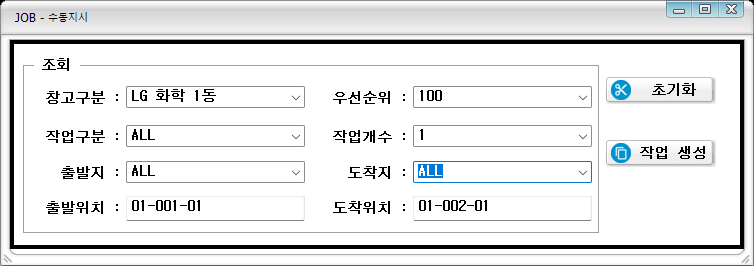 JOB - 수동지시
조회
창고구분 : LG 화학 1동 우선순위 : 100 초기화
작업구분 : ALL 작업개수 : 1
작업 생성
출발지 : ALL 도착지 : ALL
출발위치 : 01-001-01 도착위치 : 01-002-01